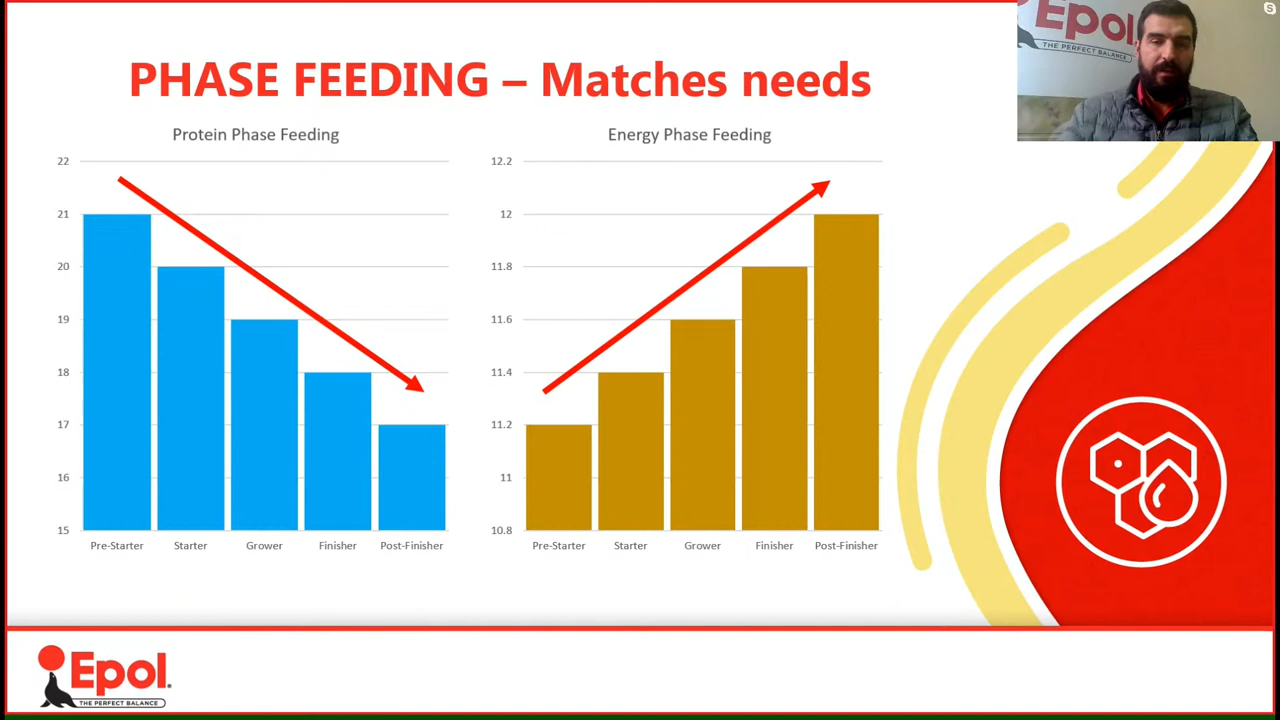 PHASE FEEDING – Matches needs
Protein Phase Feeding
22
21
20
19
18
17
16
15
Pre-Starter Starter Grower Finisher Post-Finisher
Energy Phase Feeding
12.2
12
11.8
11.6
11.4
11.2
11
10.8
Pre-Starter Starter Grower Finisher Post-Finisher
Epol
THE PERFECT BALANCE
Epol.
THE PERFECT BALANCE
S